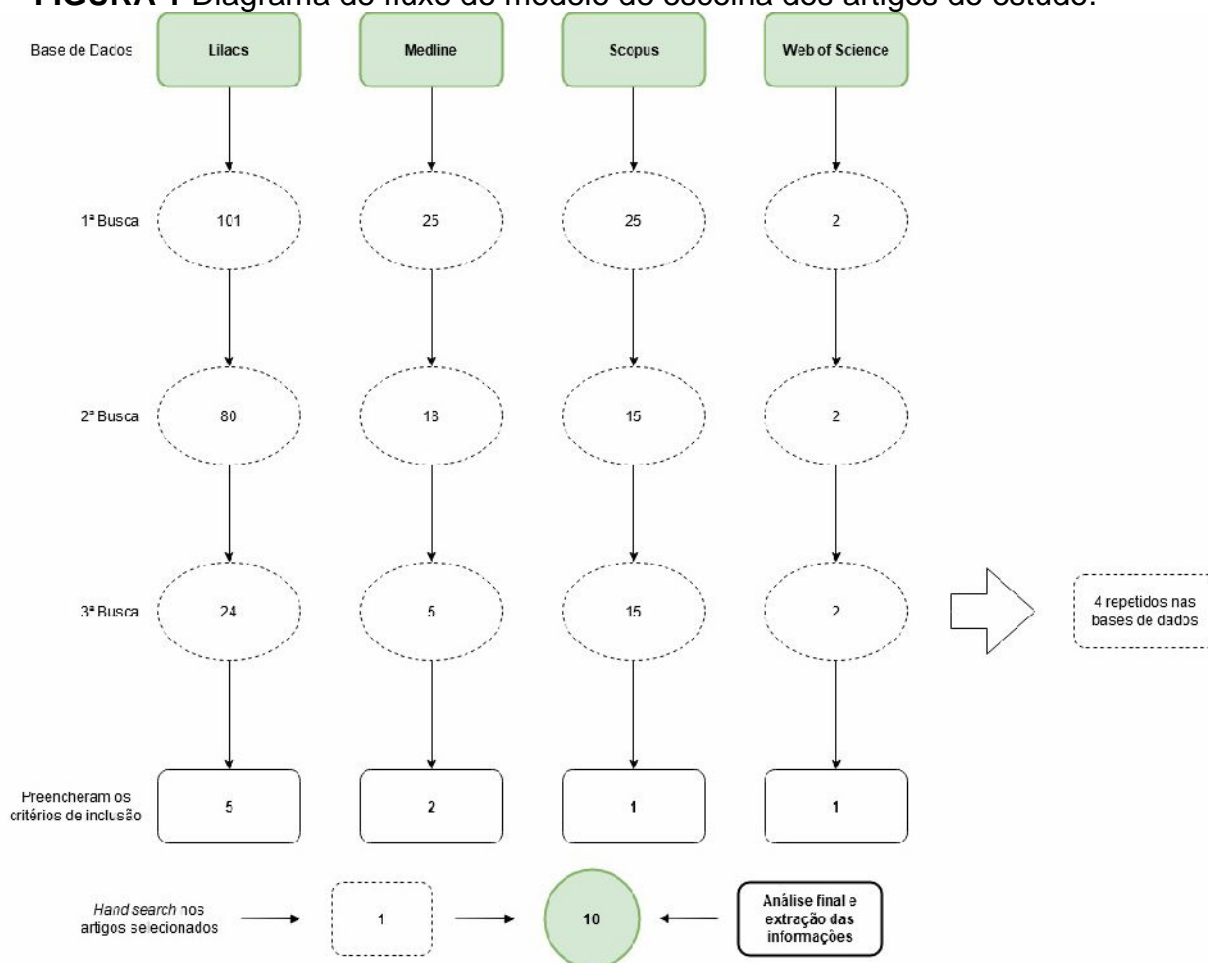 FIGURA 1 Diagrama do fluxo do modelo de escolha dos artigos do estudo.
Base de Dados
Lilacs
Medline
Scopus
Web of Science
1ª Busca
101
25
25
2
2ª Busca
80
13
15
2
3ª Busca
24
5
15
2
4 repetidos nas
bases de dados
Preencheram os
critérios de inclusão
5
2
1
1
Hand search nos
artigos selecionados
1
10
Análise final e
extração das
informações